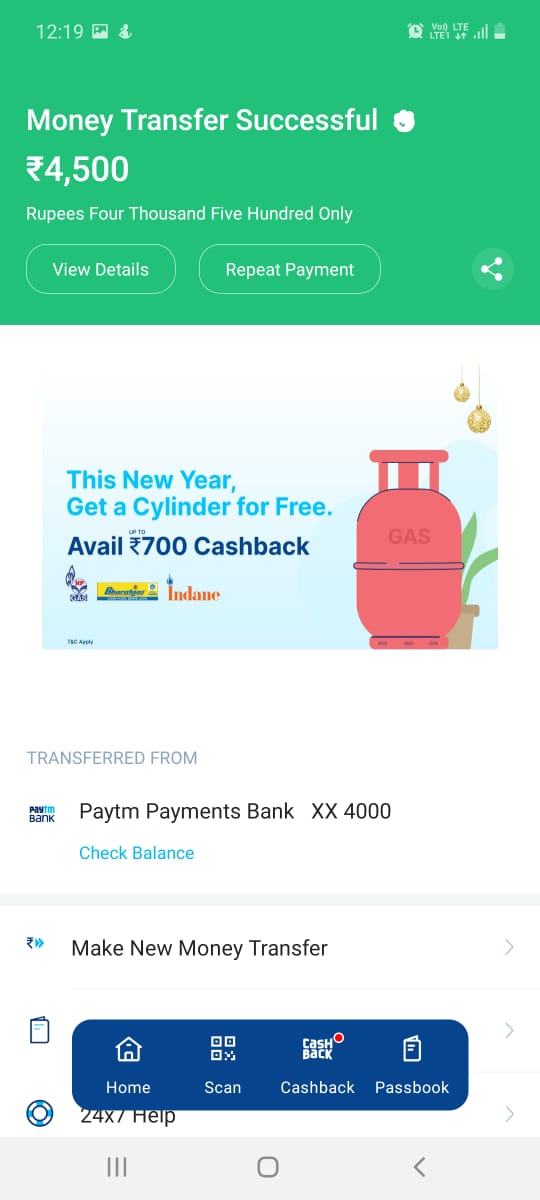 12:19
Vo)) LTE
LTE1
Money Transfer Successful
₹4,500
Rupees Four Thousand Five Hundred Only
View Details
Repeat Payment
This New Year,
Get a Cylinder for Free.
UP TO
Avail ₹700 Cashback
GAS
HP
GAS
Bharatgas
Indane
T&C Apply
TRANSFERRED FROM
paytm
Bank
Paytm Payments Bank XX 4000
Check Balance
₹
Make New Money Transfer
CASH
BACK
Home
Scan
Cashback
Passbook
24x7 Help